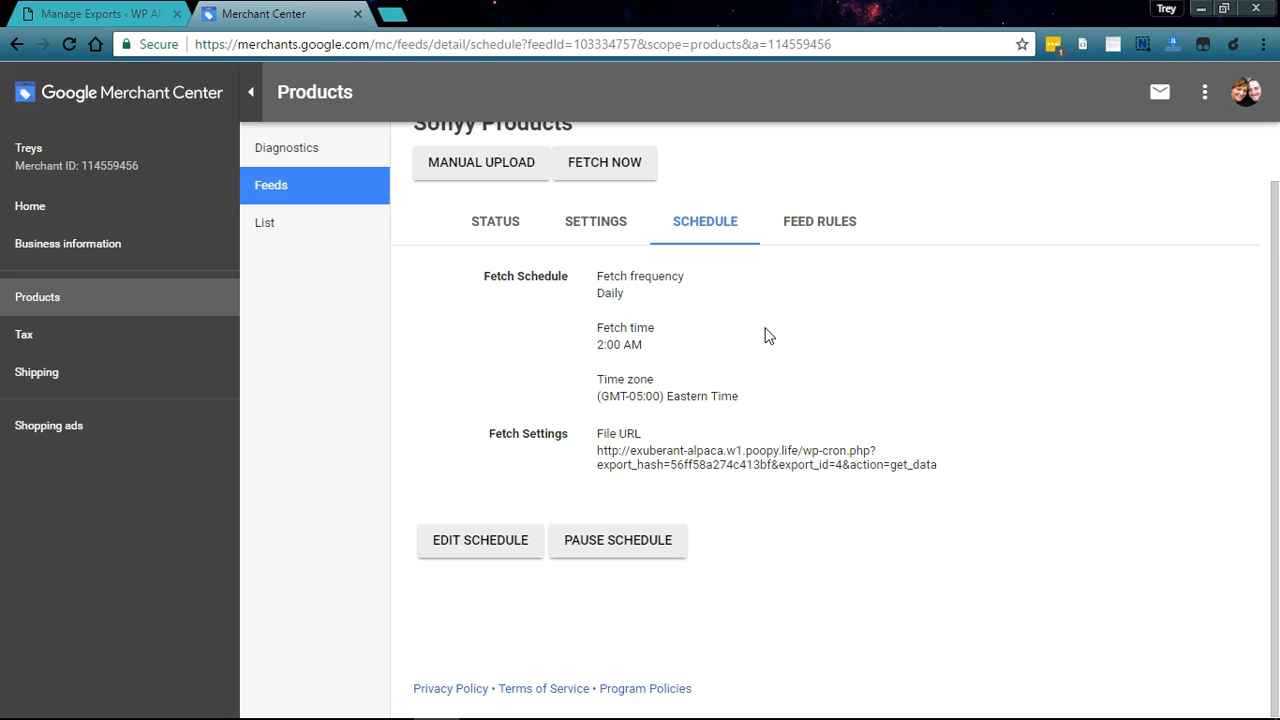 Manage Exports ‹ WP All
Merchant Center
Trey
Secure
https://merchants.google.com/mc/feeds/detail/schedule?feedId=103334757&scope=products&a=114559456
1
Google Merchant Center
Products
Treys
Merchant ID: 114559456
Home
Business information
Products
Tax
Shipping
Shopping ads
Diagnostics
Feeds
List
Sonyy Products
MANUAL UPLOAD
FETCH NOW
STATUS
SETTINGS
SCHEDULE
FEED RULES
Fetch Schedule
Fetch frequency
Daily
Fetch time
2:00 AM
Time zone
(GMT-05:00) Eastern Time
Fetch Settings
File URL
http://exuberant-alpaca.w1.poopy.life/wp-cron.php?
export_hash=56ff58a274c413bf&export_id=4&action=get_data
EDIT SCHEDULE
PAUSE SCHEDULE
Privacy Policy • Terms of Service • Program Policies